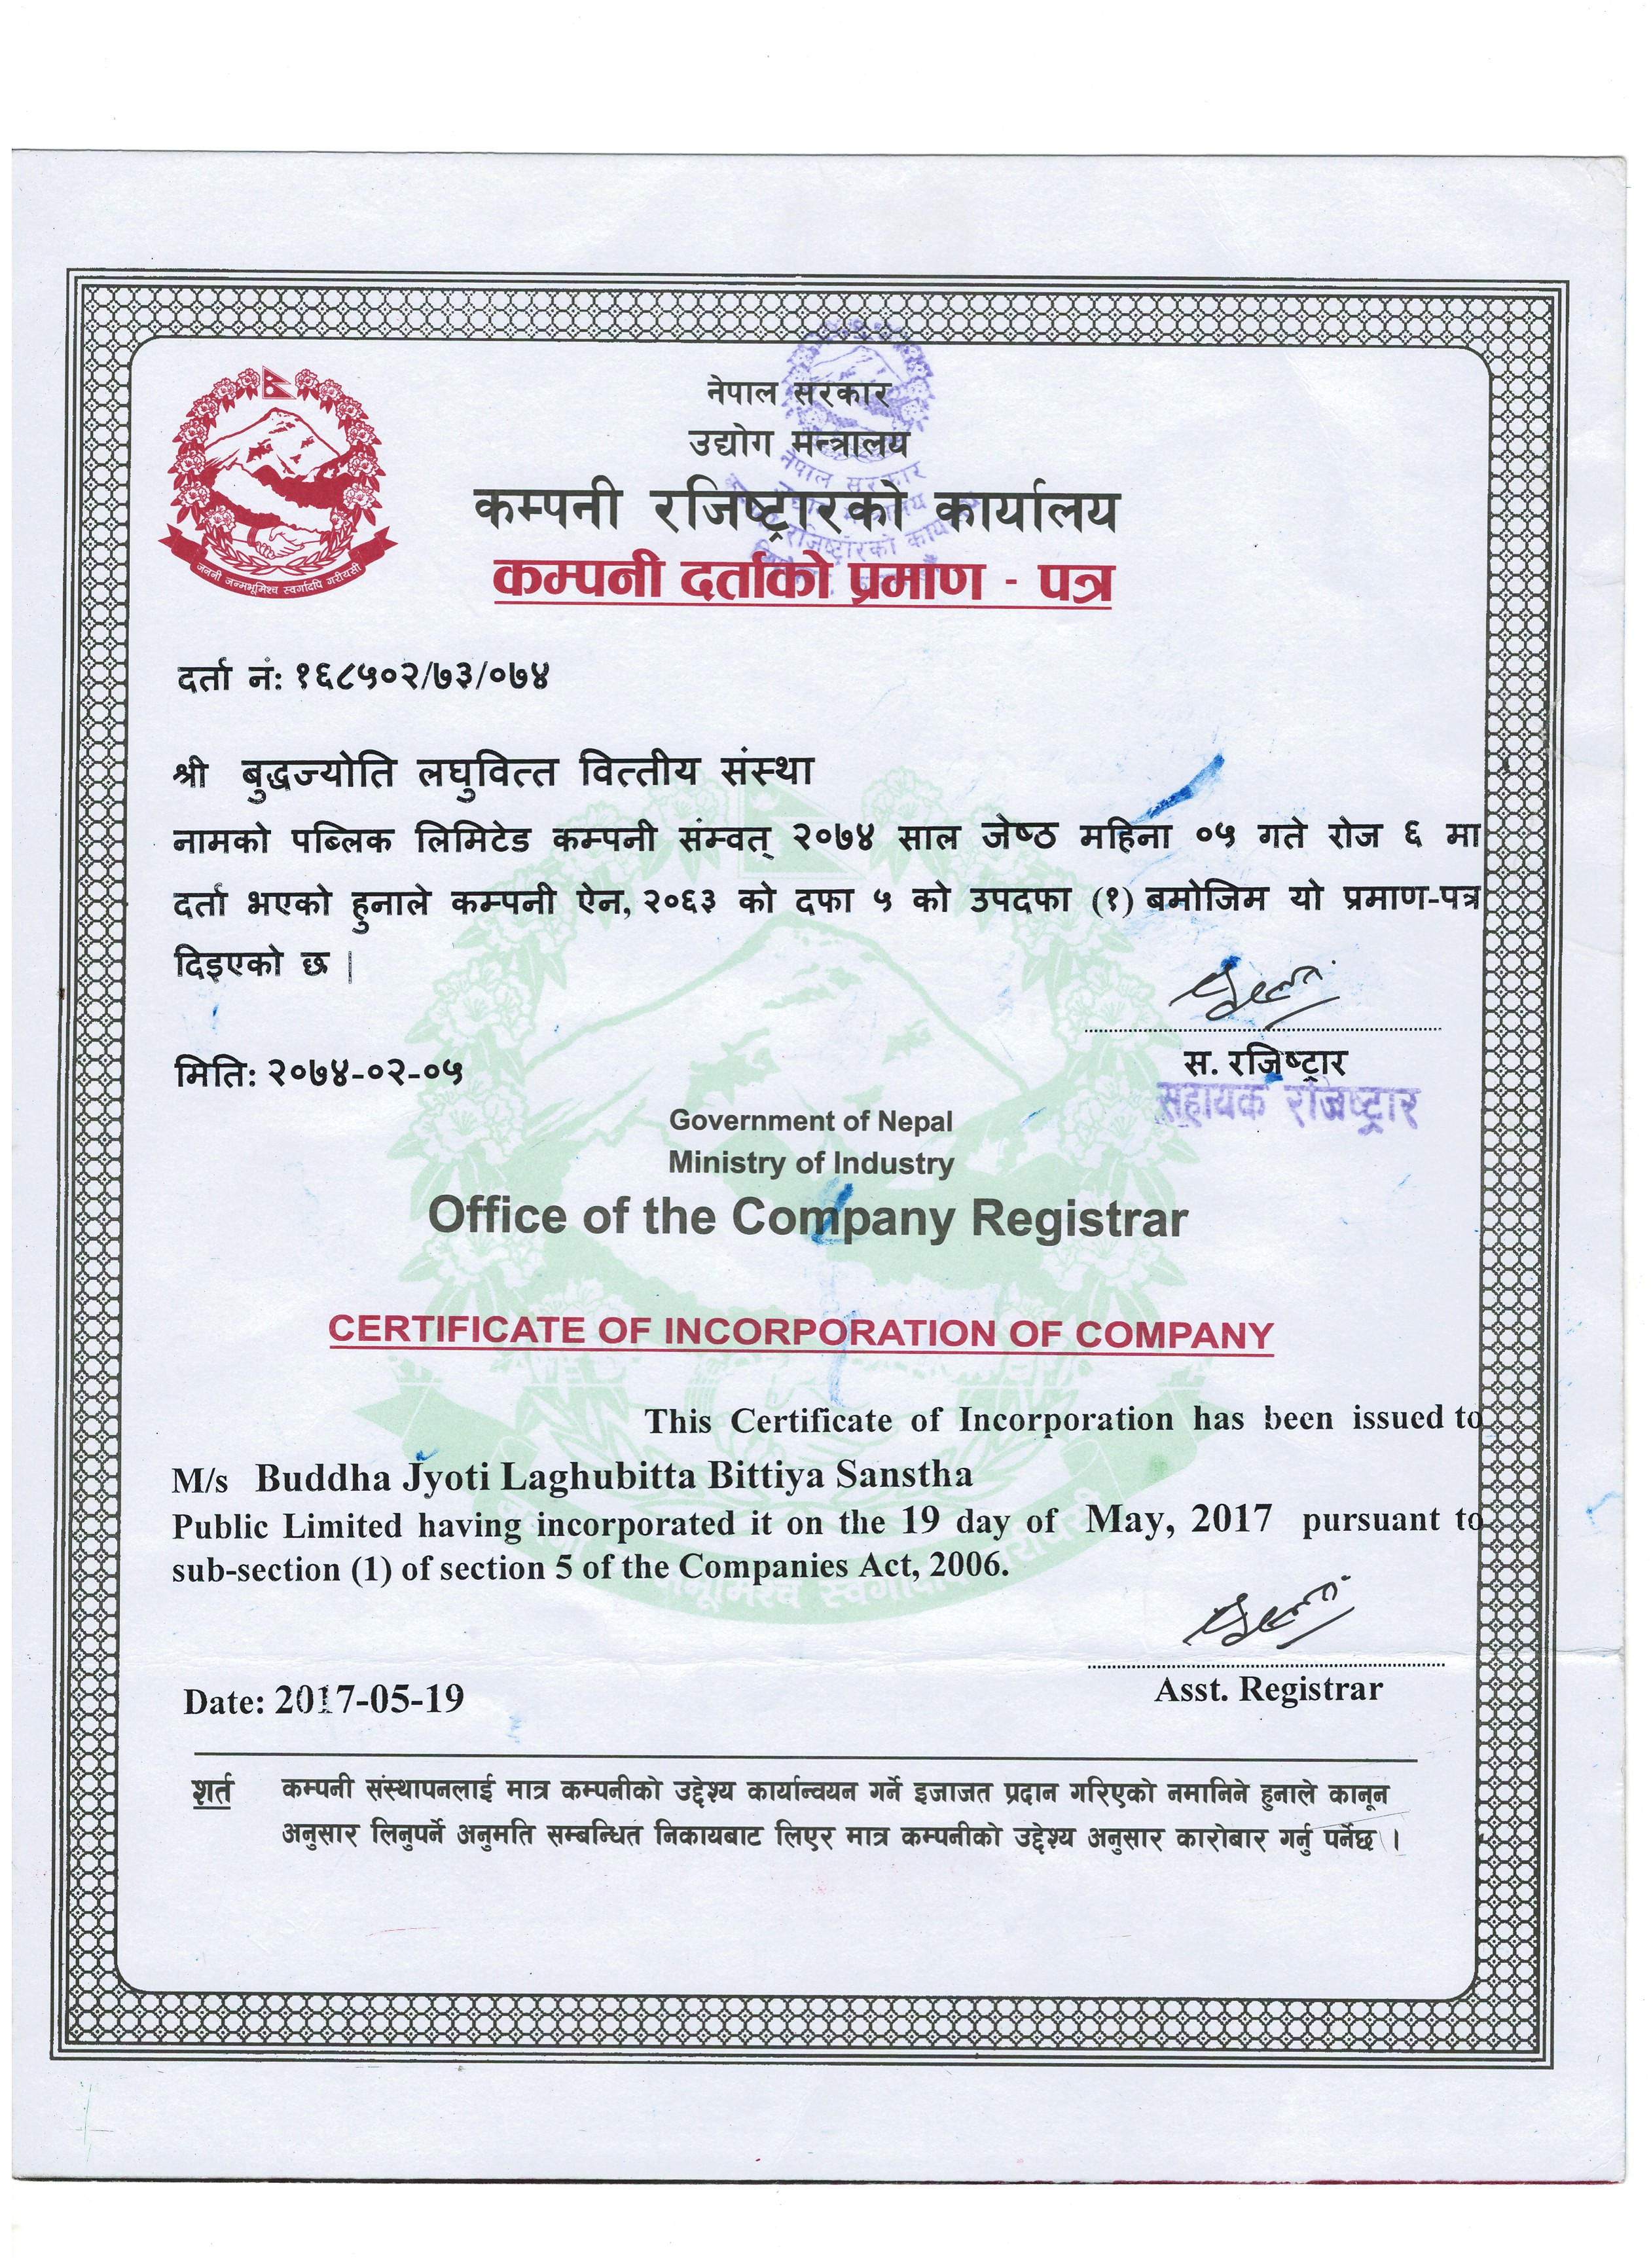 नेपाल सरकार
उद्योग मन्त्रालय
कम्पनी रजिष्ट्रारको कार्यालय
कम्पनी दर्ताको प्रमाण - पत्र
जननी जन्मभूमिश्च स्वर्गादपि गरीयसी
नेपाल सरकार
दर्ता नं: १६८५०२/७३/०७४
श्री बुद्धज्योति लघुवित्त वित्तीय संस्था
नामको पब्लिक लिमिटेड कम्पनी संम्वत् २०७४ साल जेष्ठ महिना ०५ गते रोज ६ मा
दर्ता भएको हुनाले कम्पनी ऐन, २०६३ को दफा ५ को उपदफा (१) बमोजिम यो प्रमाण-पत्र
दिइएको छ |
स. रजिष्ट्रार
मिति: २०७४-०२-०५
सहायक रजिष्ट्रार
Government of Nepal
Ministry of Industry
Office of the Company Registrar
CERTIFICATE OF INCORPORATION OF COMPANY
This Certificate of Incorporation has been issued to
M/s Buddha Jyoti Laghubitta Bittiya Sanstha
Public Limited having incorporated it on the 19 day of May, 2017 pursuant to
sub-section (1) of section 5 of the Companies Act, 2006.
Asst. Registrar
Date: 2017-05-19
शर्त कम्पनी संस्थापनलाई मात्र कम्पनीको उद्देश्य कार्यान्वयन गर्ने इजाजत प्रदान गरिएको नमानिने हुनाले कानून
अनुसार लिनुपर्ने अनुमति सम्बन्धित निकायबाट लिएर मात्र कम्पनीको उद्देश्य अनुसार कारोबार गर्नु पर्नेछ ।